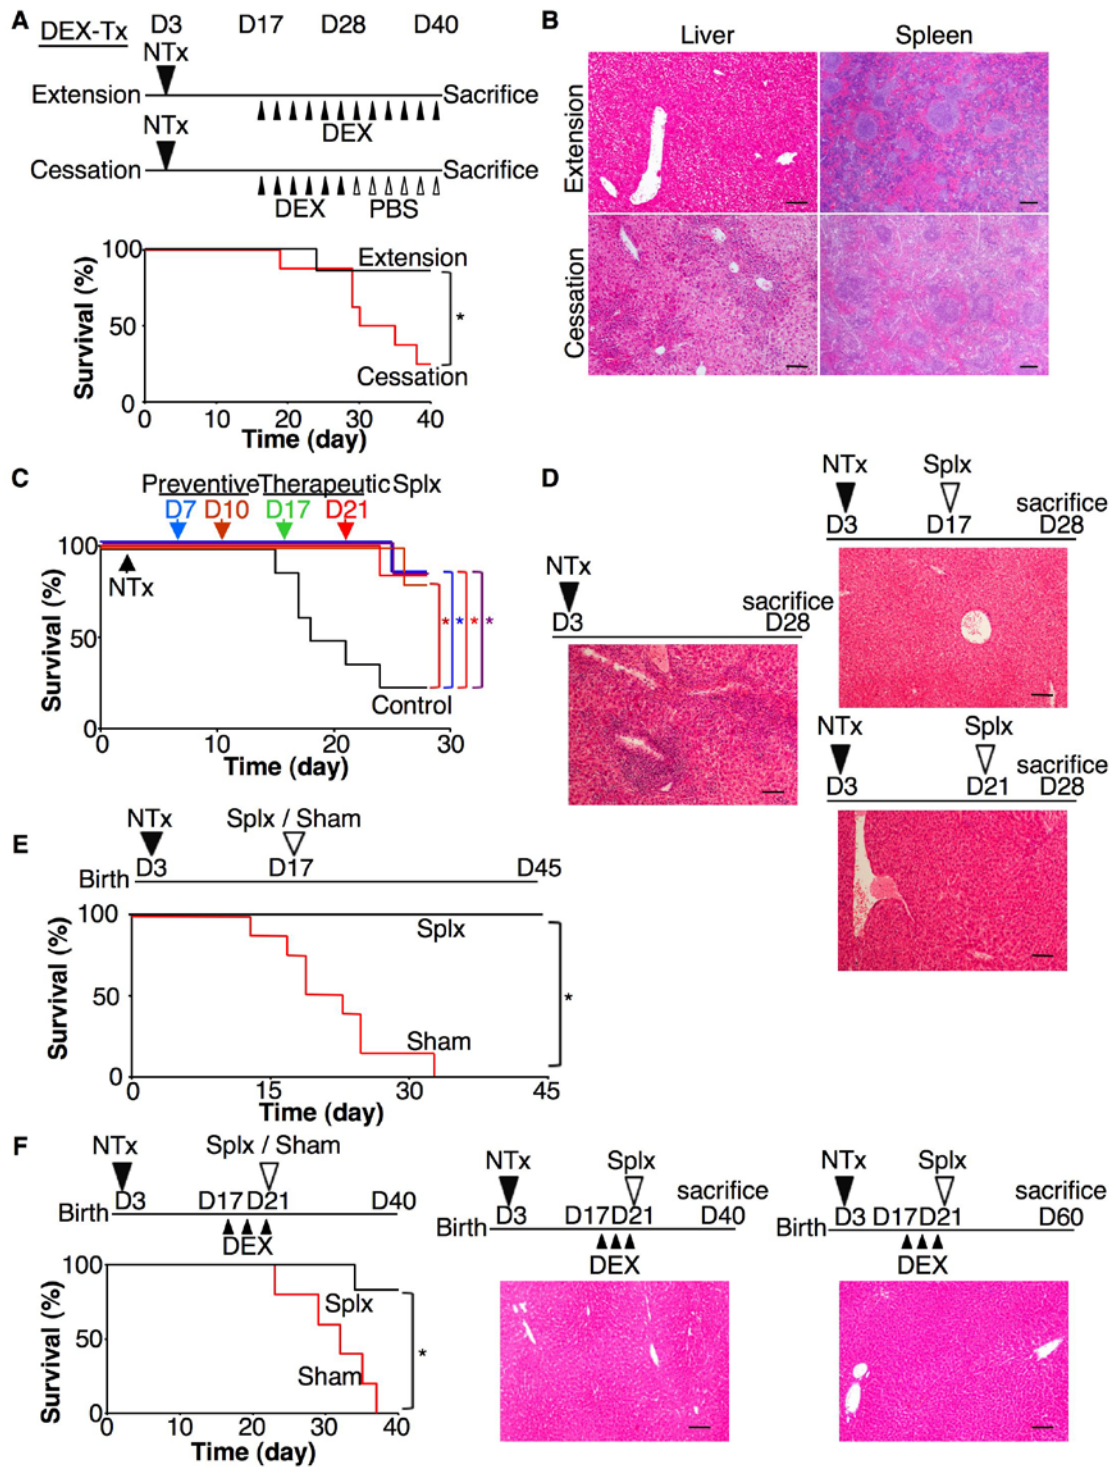 A
DEX-Tx
D3 D17 D28 D40
NTx
Extension Sacrifice
DEX
NTx
Cessation Sacrifice
DEX PBS
100
50
0
Survival (%)
Extension
*
Cessation
0 10 20 30 40
Time (day)
B
Liver Spleen
Extension
Cessation
C
Preventive Therapeutic Splx
D7 D10 D17 D21
100
50
0
Survival (%)
NTx
* * * *
Control
0 10 20 30
Time (day)
D
NTx
D3
sacrifice
D28
NTx Splx
sacrifice
D3 D17 D28
NTx Splx
sacrifice
D3 D21 D28
E
NTx Splx / Sham
D3 D17 D45
Birth
100
50
0
Survival (%)
Splx
*
Sham
0 15 30 45
Time (day)
F
NTx Splx / Sham
D3 D17 D21 D40
Birth
DEX
100
50
0
Survival (%)
Splx
*
Sham
0 10 20 30 40
Time (day)
NTx Splx
sacrifice
D3 D17 D21 D40
Birth
DEX
NTx Splx
sacrifice
D3 D17 D21 D60
Birth
DEX